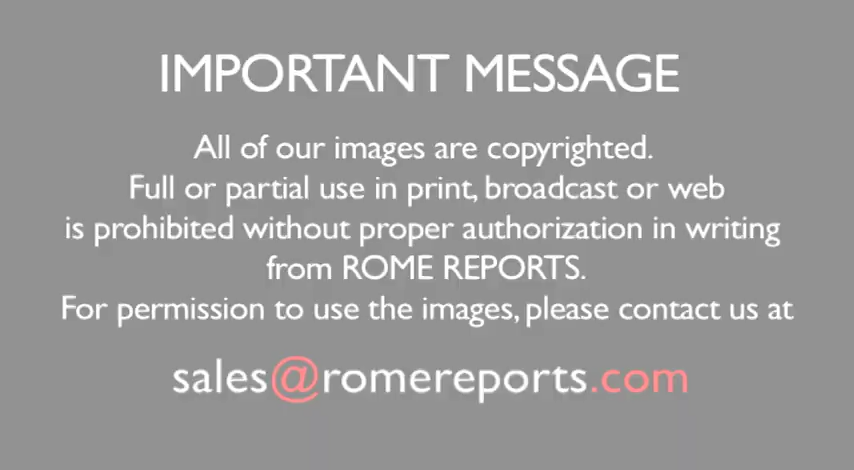 IMPORTANT MESSAGE
All of our images are copyrighted.
Full or partial use in print, broadcast or web
is prohibited without proper authorization in writing
from ROME REPORTS.
For permission to use the images, please contact us at
sales@romereports.com